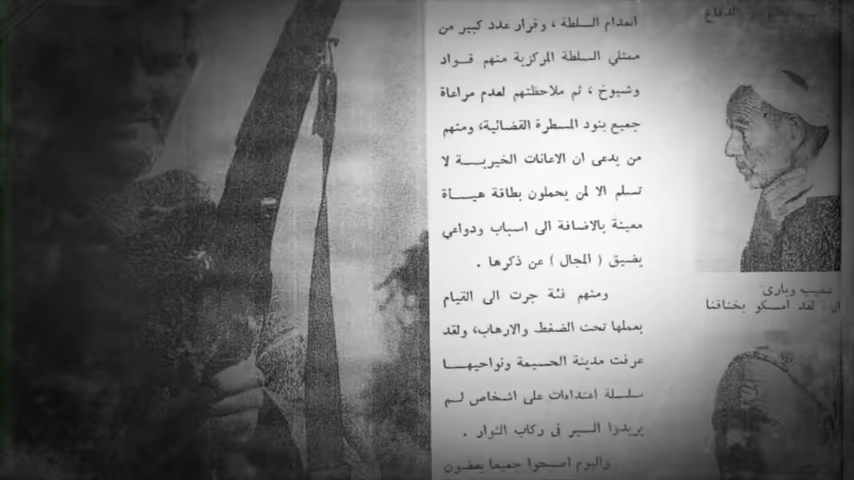 الدفاع
انعدام السلطة ، وفرار عدد كبير من
ممثلي السلطة المركزية منهم قواد
وشيوخ ، ثم ملاحظتهم لعدم مراعاة
جميع بنود المسطرة القضائية، ومنهم
من يدعى ان الاعانات الخيرية لا
تسلم الا لمن يحملون بطاقة هيأة
معينة بالاضافة الى اسباب ودواعي
يضيق ( المجال ) عن ذكرها .
ومنهم فئة جرت الى القيام
بعملها تحت الضغط والارهاب، ولقد
عرفت مدينة الحسيمة ونواحيها
سلسلة اعتداءات على اشخاص لم
يريدوا السير في ركاب الثوار .
واليوم اصبحوا جميعا
لقد امسكو بخناقنا